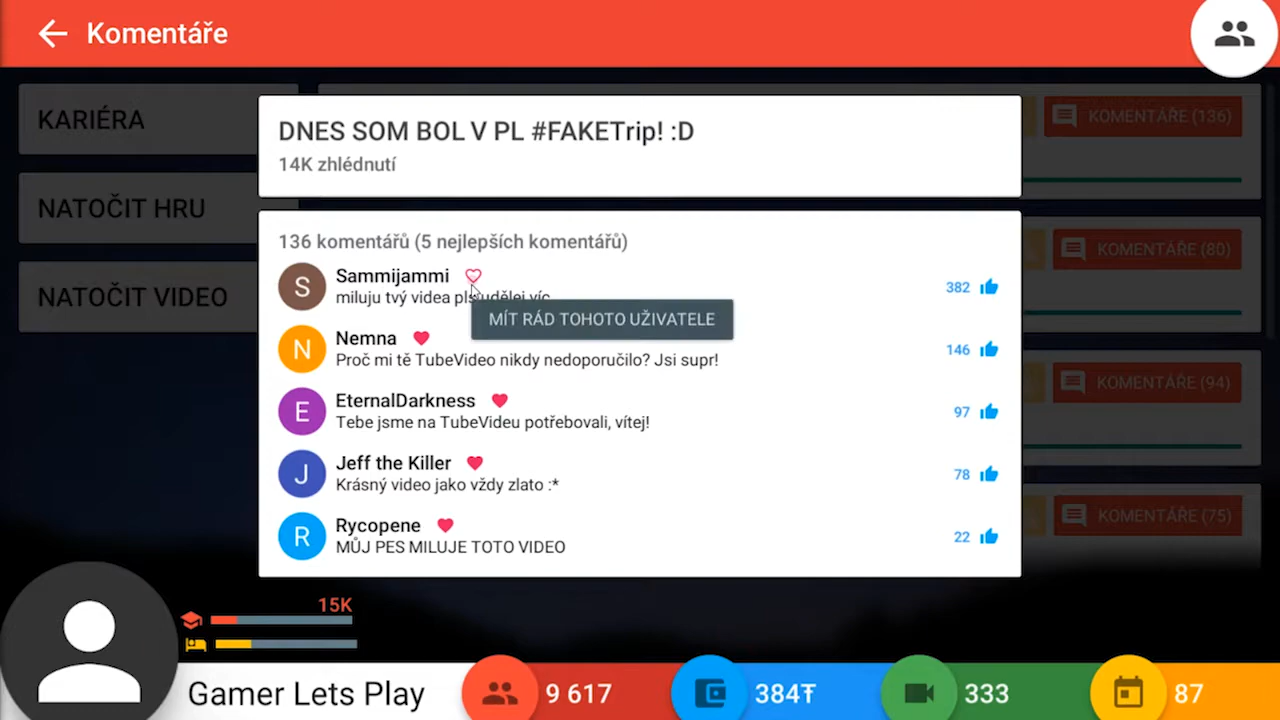 Komentáře
KARIÉRA
NATOČIT HRU
NATOČIT VIDEO
DNES SOM BOL V PL #FAKETrip! :D
14K zhlédnutí
136 komentářů (5 nejlepších komentářů)
S
Sammijammi
miluju tvý videa pls udělej víc
382
MÍT RÁD TOHOTO UŽIVATELE
N
Nemna
Proč mi tě TubeVideo nikdy nedoporučilo? Jsi supr!
146
E
EternalDarkness
Tebe jsme na TubeVideu potřebovali, vítej!
97
J
Jeff the Killer
Krásný video jako vždy zlato :*
78
R
Rycopene
MŮJ PES MILUJE TOTO VIDEO
22
KOMENTÁŘE (136)
KOMENTÁŘE (80)
KOMENTÁŘE (94)
KOMENTÁŘE (75)
15K
Gamer Lets Play
9 617
384Ŧ
333
87